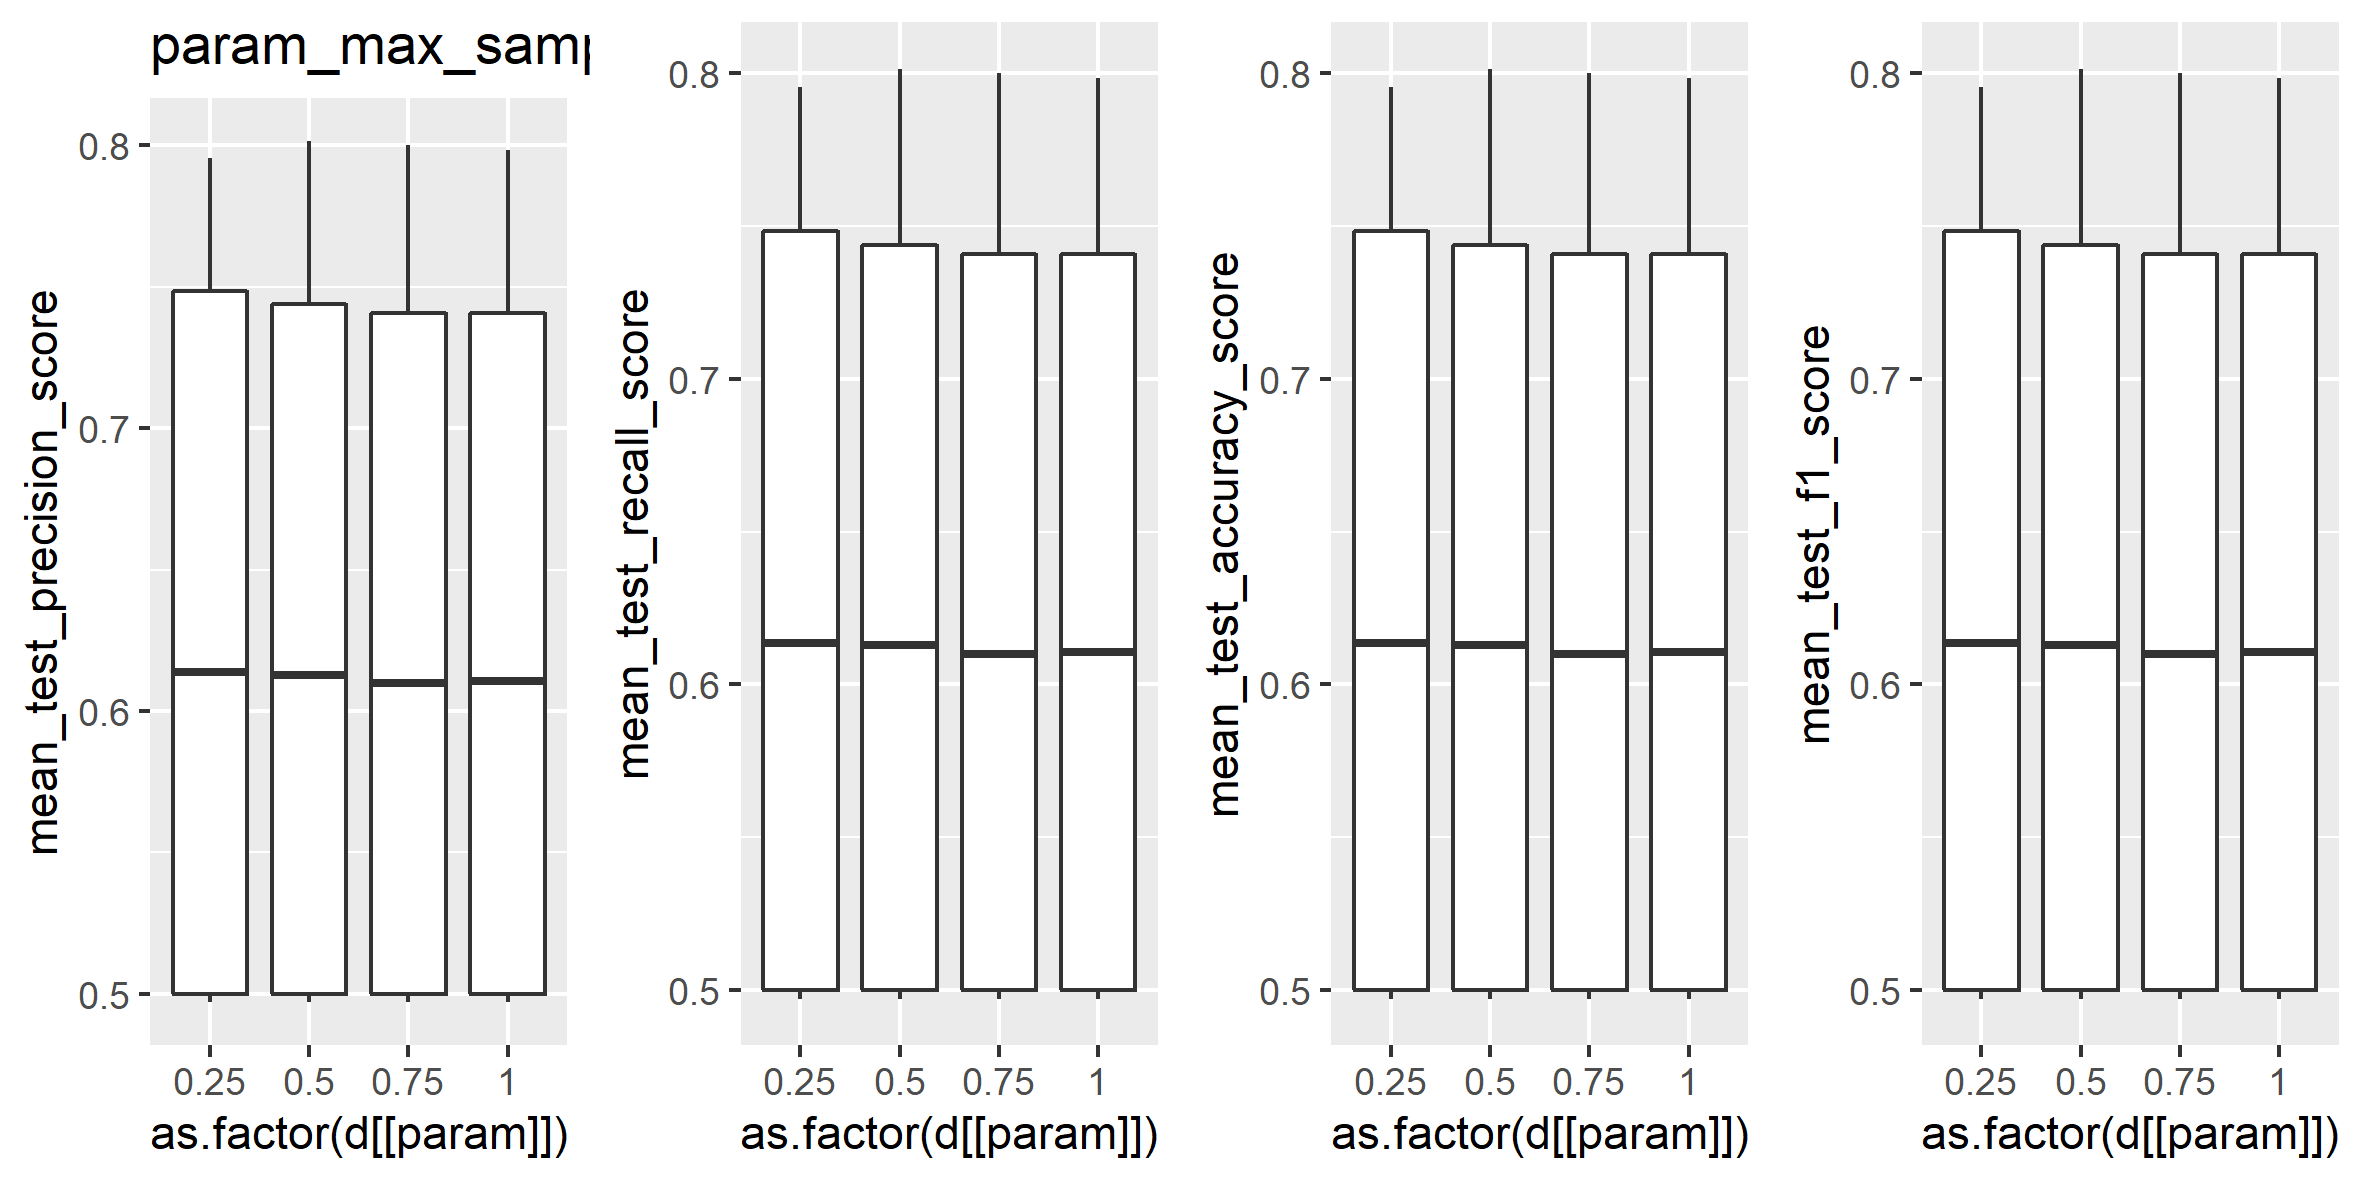 param_max_samp
mean_test_precision_score
0.8
0.7
0.6
0.5
0.25 0.5 0.75 1
as.factor(d[[param]])
mean_test_recall_score
0.8
0.7
0.6
0.5
0.25 0.5 0.75 1
as.factor(d[[param]])
mean_test_accuracy_score
0.8
0.7
0.6
0.5
0.25 0.5 0.75 1
as.factor(d[[param]])
mean_test_f1_score
0.8
0.7
0.6
0.5
0.25 0.5 0.75 1
as.factor(d[[param]])